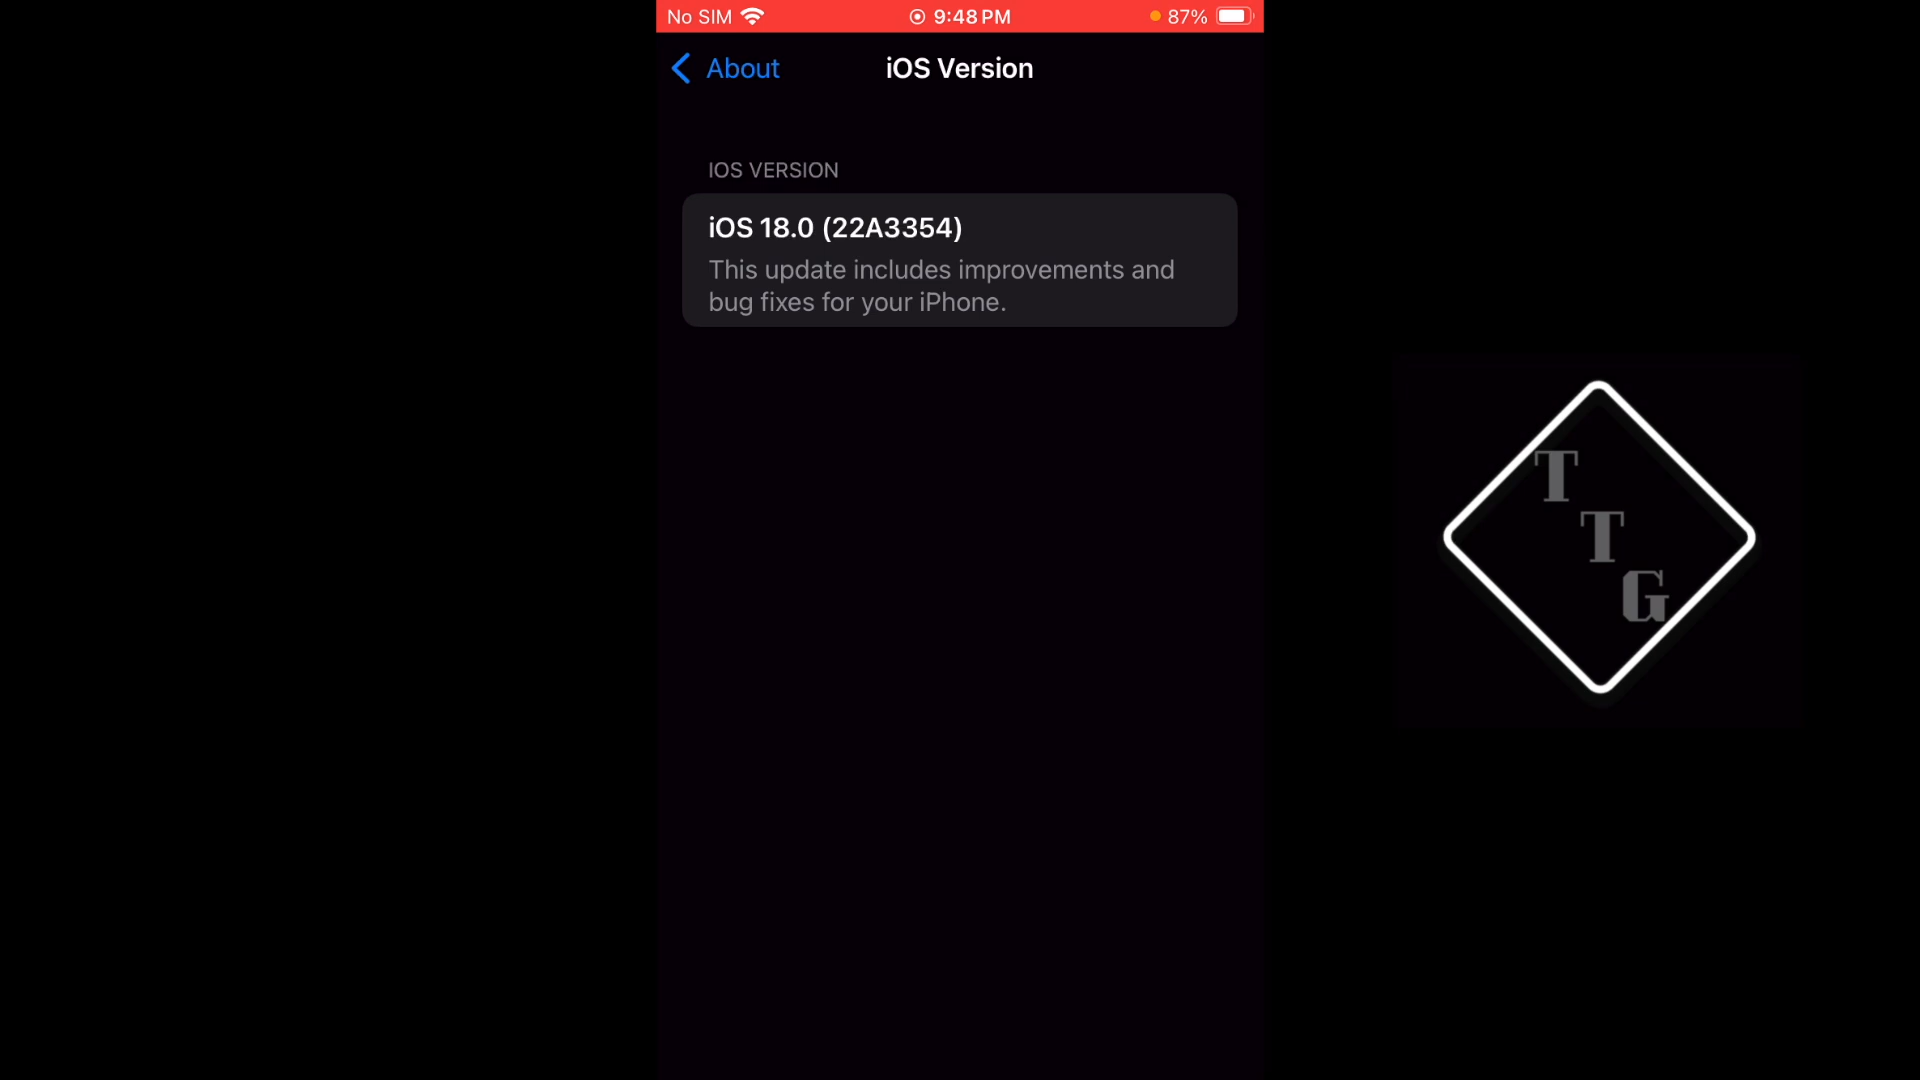 No SIM 9:48 PM 87%
About iOS Version
IOS VERSION
iOS 18.0 (22A3354)
This update includes improvements and
bug fixes for your iPhone.
T
T
G